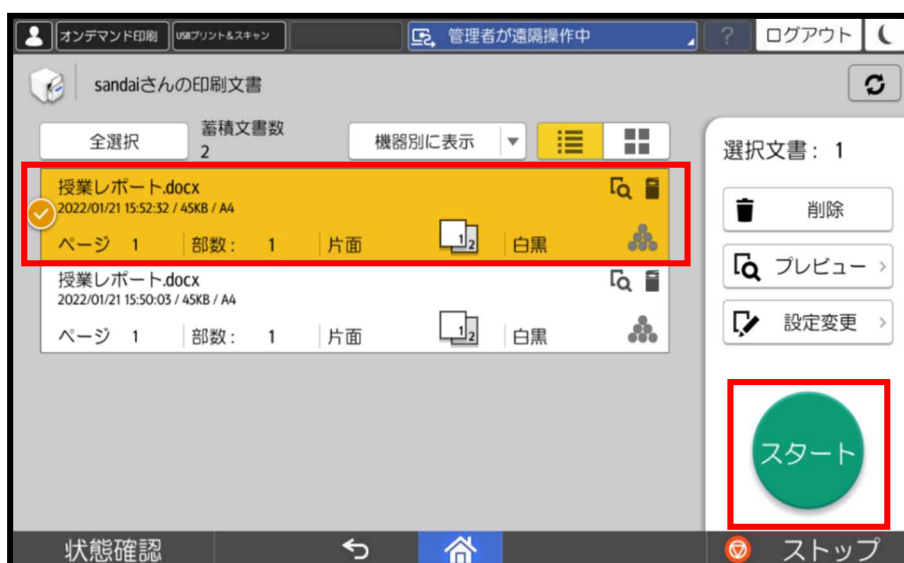 オンデマンド印刷 USBプリント&スキャン 管理者が遠隔操作中 ? ログアウト
sandaiさんの印刷文書
全選択 蓄積文書数 機器別に表示
2
選択文書: 1
授業レポート.docx
2022/01/21 15:52:32 / 45KB / A4
ページ 1 部数: 1 片面 1 2 白黒
授業レポート.docx
2022/01/21 15:50:03 / 45KB / A4
ページ 1 部数: 1 片面 1 2 白黒
削除
プレビュー
設定変更
スタート
状態確認 ストップ